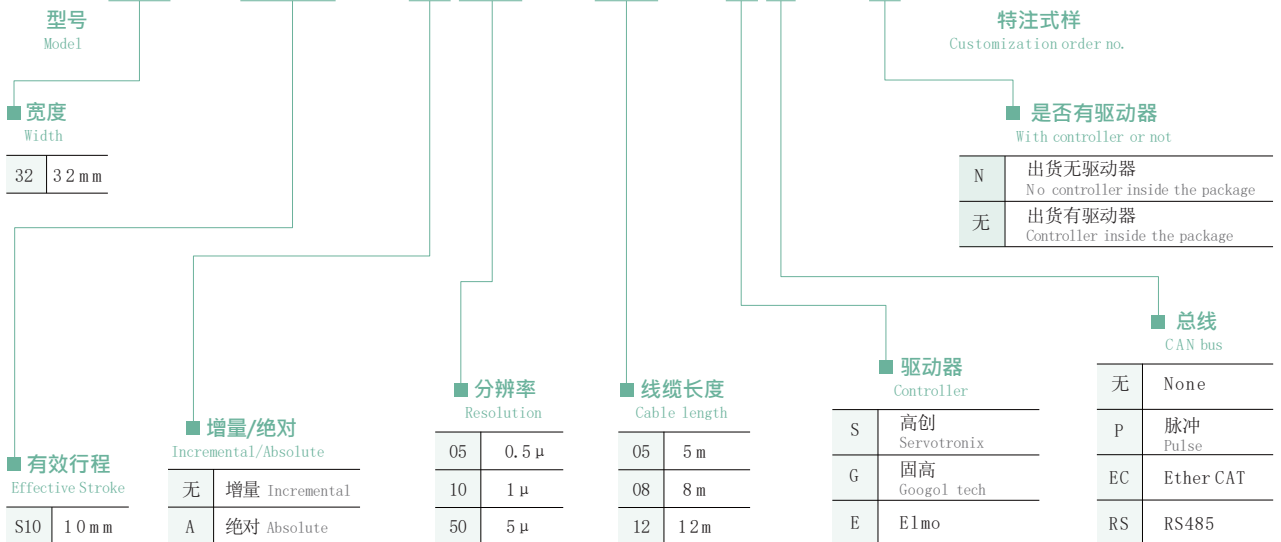 型号
Model
特注式样
Customization order no.
宽度
Width
32 32mm
是否有驱动器
With controller or not
N 出货无驱动器
No controller inside the package
无 出货有驱动器
Controller inside the package
总线
CAN bus
无 None
P 脉冲
Pulse
EC Ether CAT
RS RS485
驱动器
Controller
S 高创
Servotronix
G 固高
Googol tech
E Elmo
线缆长度
Cable length
05 5m
08 8m
12 12m
分辨率
Resolution
05 0.5μ
10 1μ
50 5μ
增量/绝对
Incremental/Absolute
无 增量 Incremental
A 绝对 Absolute
有效行程
Effective Stroke
S10 10mm